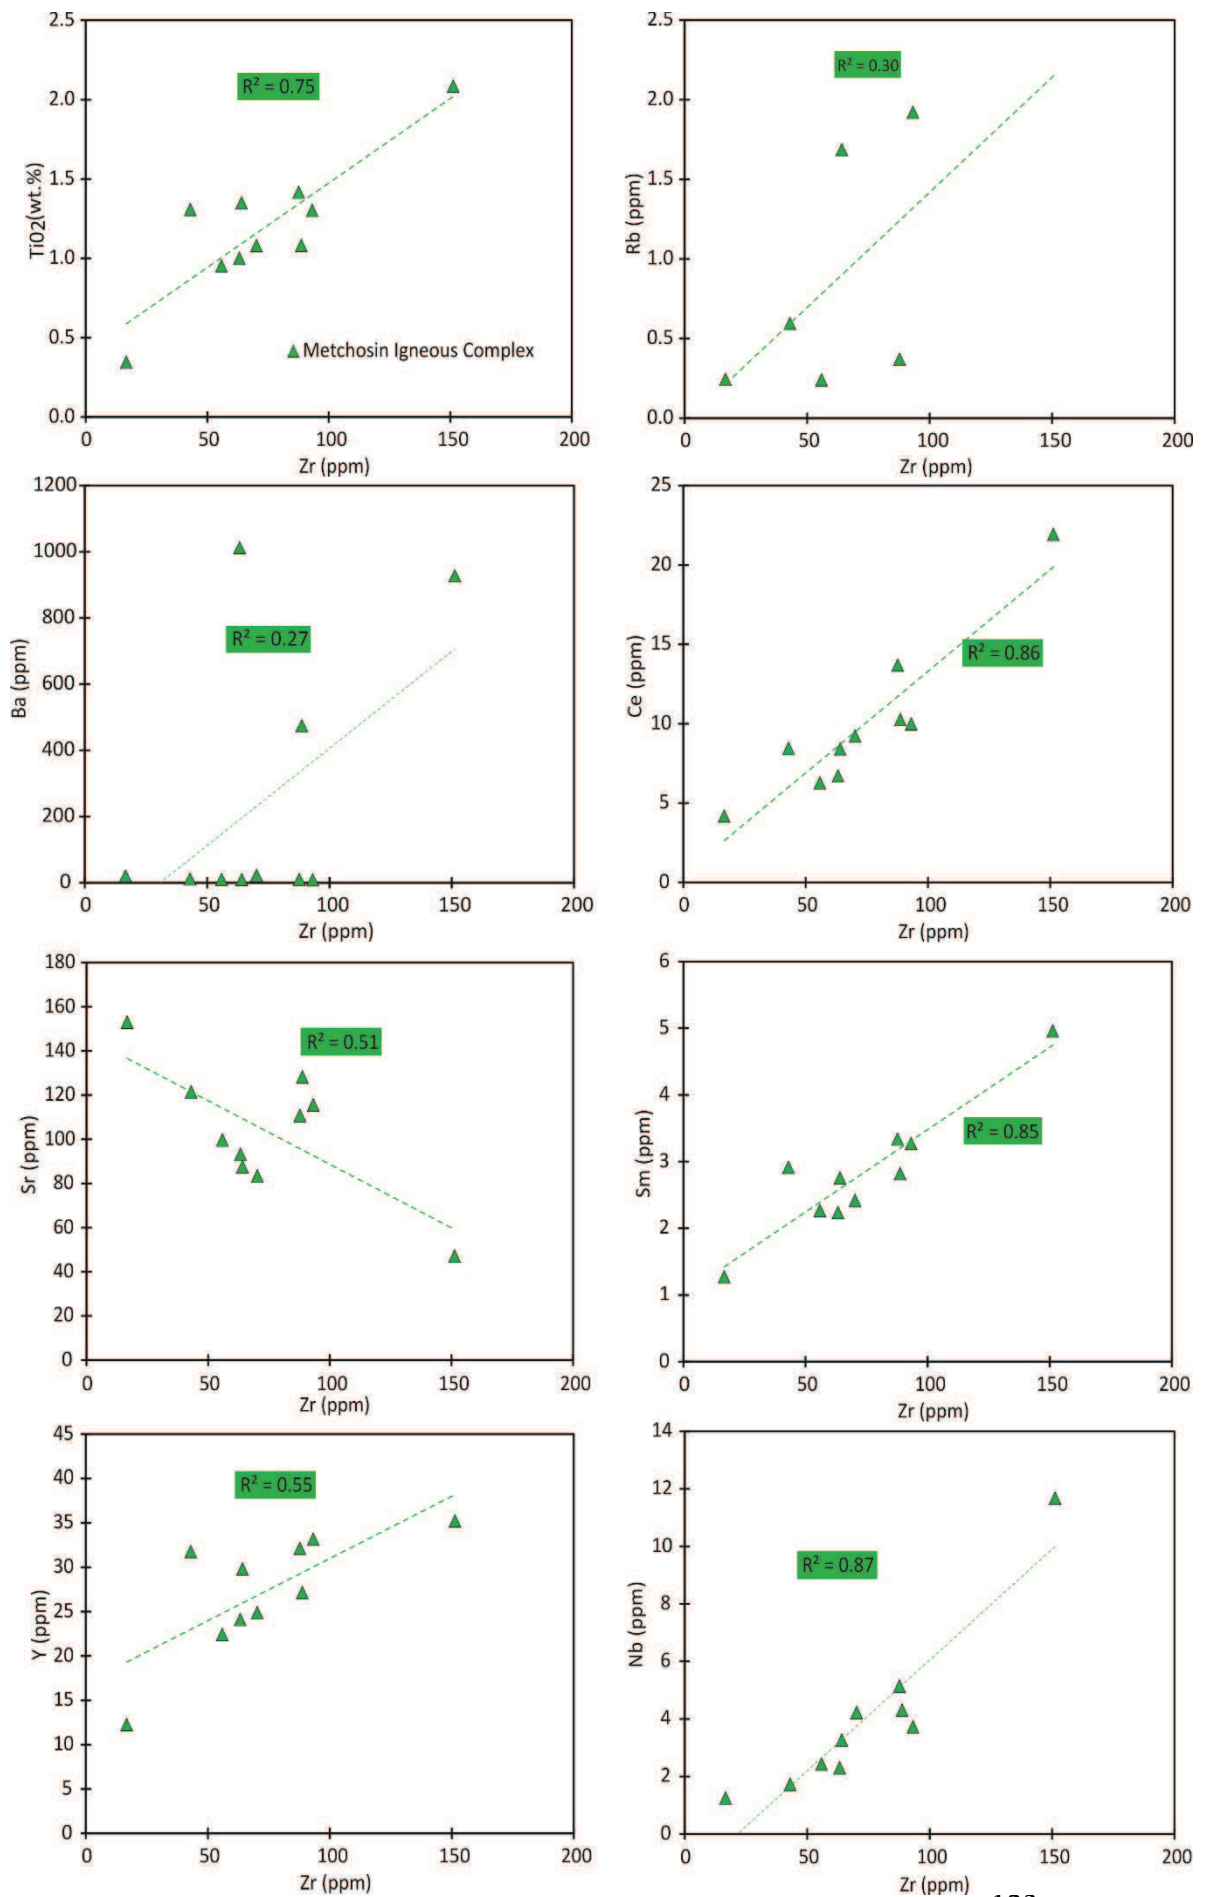 2.5
2.0
1.5
1.0
0.5
0.0
TiO2(wt.%)
R² = 0.75
Metchosin Igneous Complex
0 50 100 150 200
Zr (ppm)
2.5
2.0
1.5
1.0
0.5
0.0
Rb (ppm)
R² = 0.30
0 50 100 150 200
Zr (ppm)
1200
1000
800
600
400
200
0
Ba (ppm)
R² = 0.27
0 50 100 150 200
Zr (ppm)
25
20
15
10
5
0
Ce (ppm)
R² = 0.86
0 50 100 150 200
Zr (ppm)
180
160
140
120
100
80
60
40
20
0
Sr (ppm)
R² = 0.51
0 50 100 150 200
Zr (ppm)
6
5
4
3
2
1
0
Sm (ppm)
R² = 0.85
0 50 100 150 200
Zr (ppm)
45
40
35
30
25
20
15
10
5
0
Y (ppm)
R² = 0.55
0 50 100 150 200
Zr (ppm)
14
12
10
8
6
4
2
0
Nb (ppm)
R² = 0.87
0 50 100 150 200
Zr (ppm)